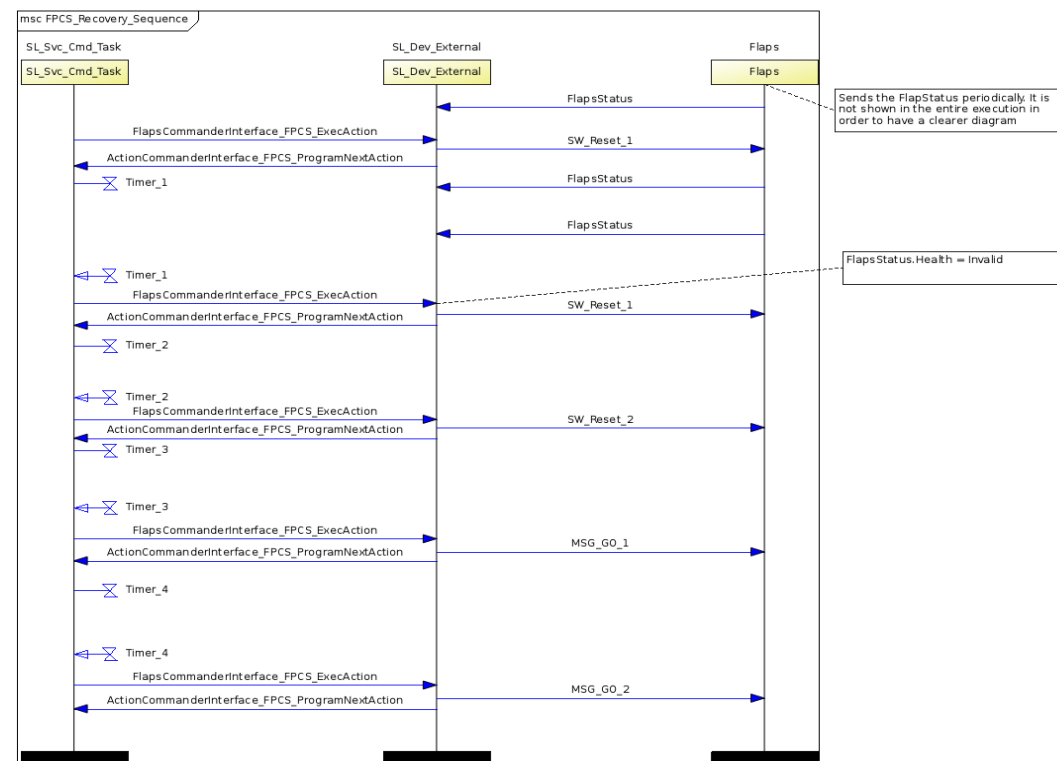 msc FPCS_Recovery_Sequence
SL_Svc_Cmd_Task
SL_Dev_External
Flaps
SL_Svc_Cmd_Task
SL_Dev_External
Flaps
FlapsStatus
Sends the FlapStatus periodically. It is
not shown in the entire execution in
order to have a clearer diagram
FlapsCommanderInterface_FPCS_ExecAction
SW_Reset_1
ActionCommanderInterface_FPCS_ProgramNextAction
Timer_1
FlapsStatus
FlapsStatus
FlapsStatus.Health = Invalid
Timer_1
FlapsCommanderInterface_FPCS_ExecAction
SW_Reset_1
ActionCommanderInterface_FPCS_ProgramNextAction
Timer_2
Timer_2
FlapsCommanderInterface_FPCS_ExecAction
SW_Reset_2
ActionCommanderInterface_FPCS_ProgramNextAction
Timer_3
Timer_3
FlapsCommanderInterface_FPCS_ExecAction
MSG_GO_1
ActionCommanderInterface_FPCS_ProgramNextAction
Timer_4
Timer_4
FlapsCommanderInterface_FPCS_ExecAction
MSG_GO_2
ActionCommanderInterface_FPCS_ProgramNextAction